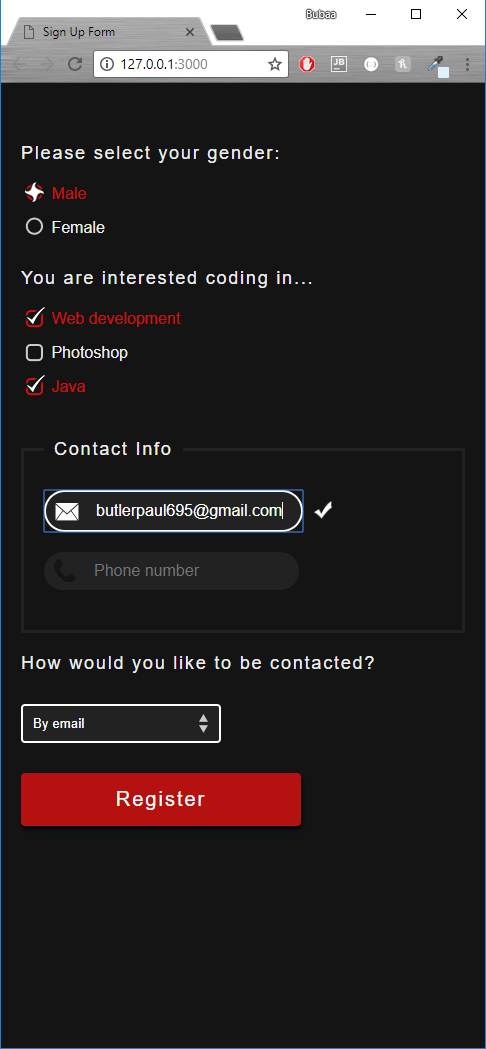 Bubaa
Sign Up Form
127.0.0.1:3000
JB
Please select your gender:
Male
Female
You are interested coding in...
Web development
Photoshop
Java
Contact Info
butlerpaul695@gmail.com
Phone number
How would you like to be contacted?
By email
Register